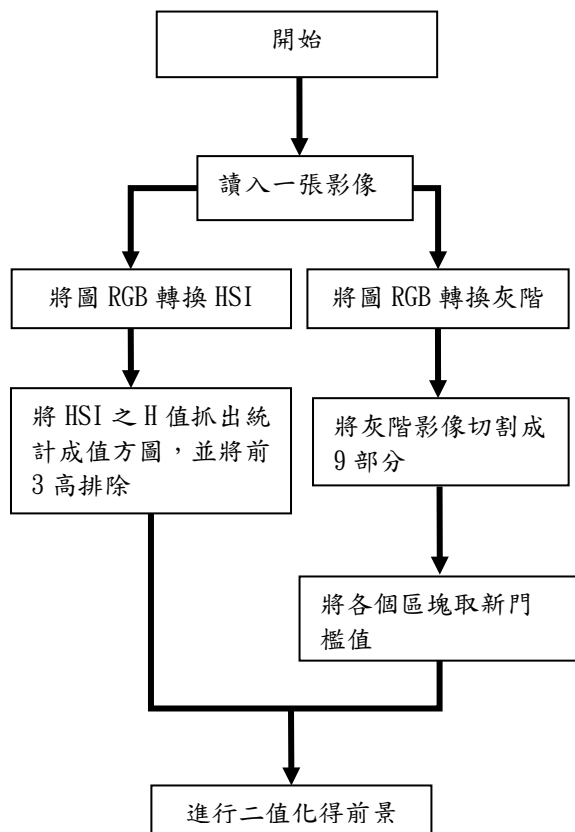 開始
讀入一張影像
將圖 RGB 轉換 HSI
將圖 RGB 轉換灰階
將 HSI 之 H 值抓出統
計成值方圖，並將前
3 高排除
將灰階影像切割成
9 部分
將各個區塊取新門
檻值
進行二值化得前景